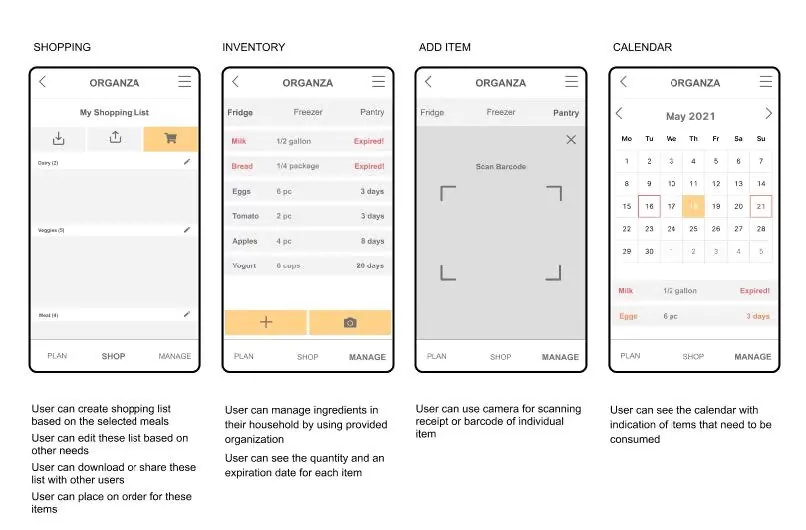 SHOPPING
ORGANZA
My Shopping List
Dairy (2)
Veggies (5)
Meat (4)
PLAN SHOP MANAGE
User can create shopping list
based on the selected meals
User can edit these list based on
other needs
User can download or share these
list with other users
User can place on order for these
items
INVENTORY
ORGANZA
Fridge Freezer Pantry
Milk 1/2 gallon Expired!
Bread 1/4 package Expired!
Eggs 6 pc 3 days
Tomato 2 pc 3 days
Apples 4 pc 8 days
Yogurt 6 cups 20 days
PLAN SHOP MANAGE
User can manage ingredients in
their household by using provided
organization
User can see the quantity and an
expiration date for each item
ADD ITEM
ORGANZA
Fridge Freezer Pantry
Scan Barcode
PLAN SHOP MANAGE
User can use camera for scanning
receipt or barcode of individual
item
CALENDAR
ORGANZA
May 2021
Mo Tu We Th Fr Sa Su
1 2 3 4 5 6 7
8 9 10 11 12 13 14
15 16 17 18 19 20 21
22 23 24 25 26 27 28
29 30 1 2 3 4 5
Milk 1/2 gallon Expired!
Eggs 6 pc 3 days
PLAN SHOP MANAGE
User can see the calendar with
indication of items that need to be
consumed